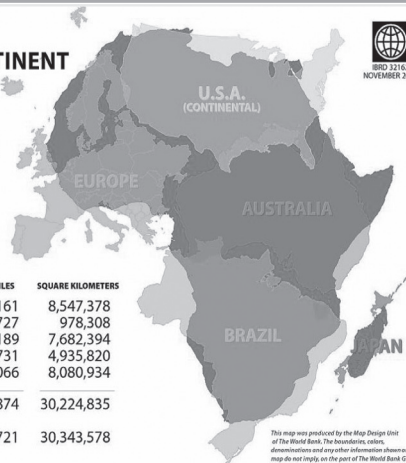 TINENT
IBRD 3216
NOVEMBER 2
U.S.A.
(CONTINENTAL)
EUROPE
AUSTRALIA
BRAZIL
JAPAN
ILES SQUARE KILOMETERS
161 8,547,378
727 978,308
189 7,682,394
731 4,935,820
066 8,080,934
874 30,224,835
721 30,343,578
This map was produced by the Map Design Unit
of The World Bank. The boundaries, colors,
denominations and any other information shown on
map do not imply, on the part of The World Bank G